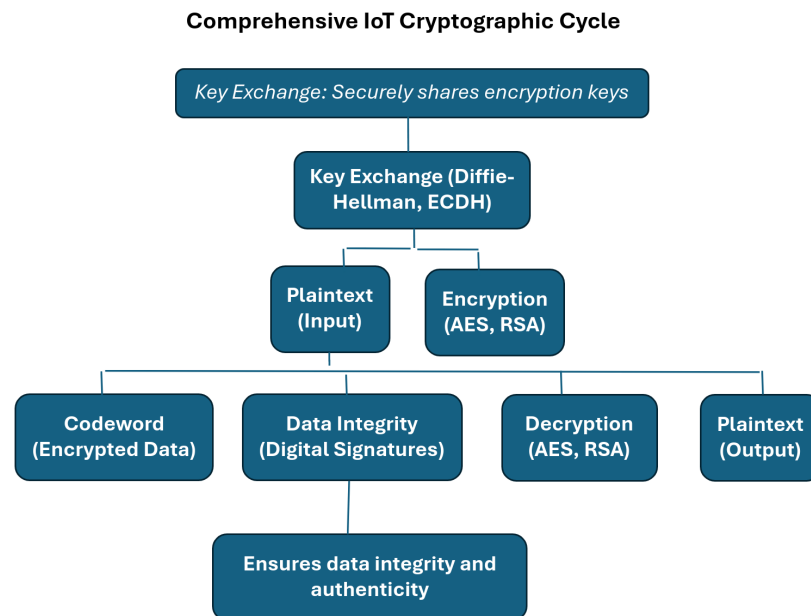 Comprehensive IoT Cryptographic Cycle
Key Exchange: Securely shares encryption keys
Key Exchange (Diffie-
Hellman, ECDH)
Plaintext
(Input)
Encryption
(AES, RSA)
Codeword
(Encrypted Data)
Data Integrity
(Digital Signatures)
Decryption
(AES, RSA)
Plaintext
(Output)
Ensures data integrity and
authenticity